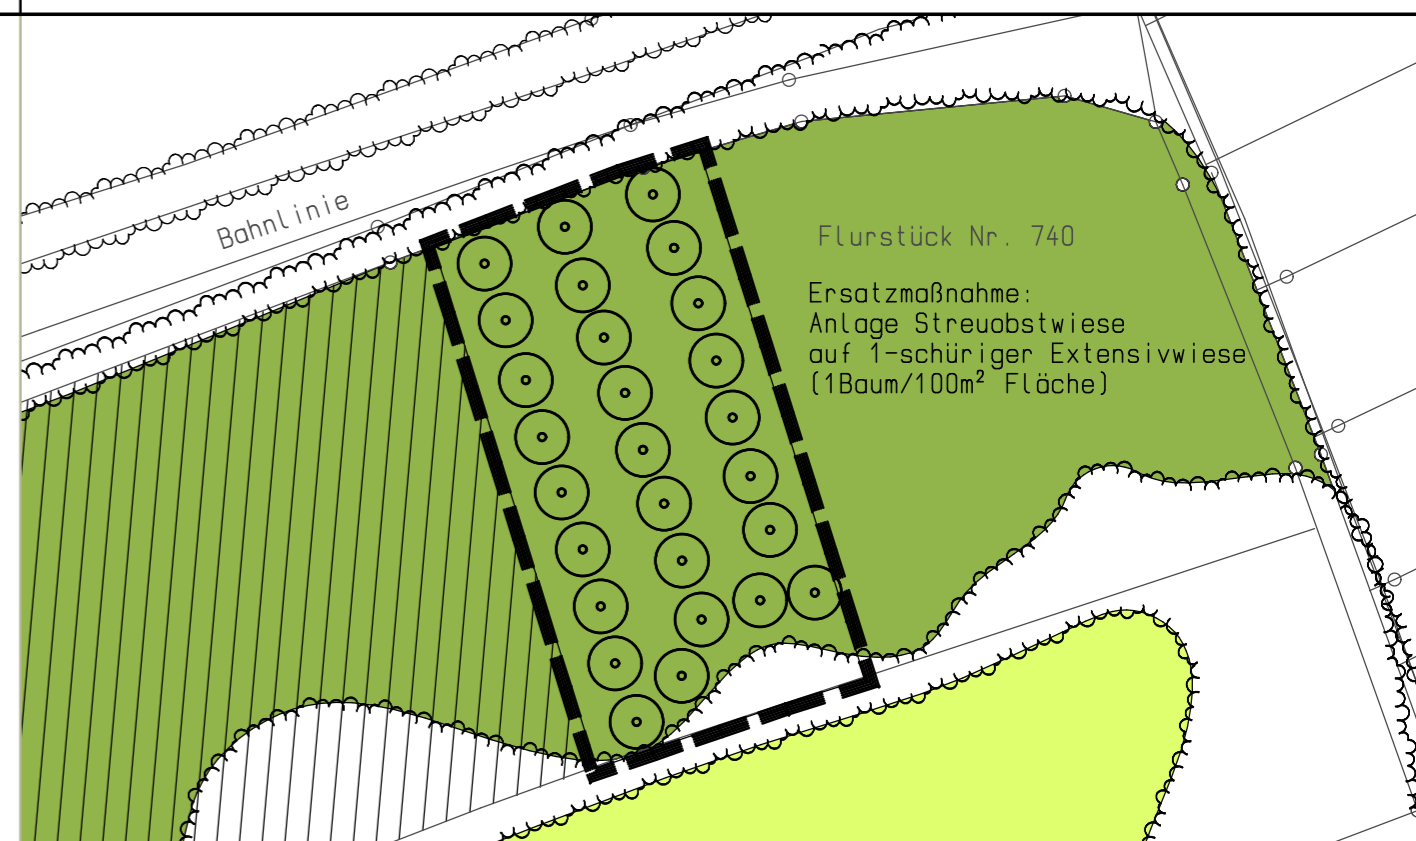 Bahnlinie
Flurstück Nr. 740
Ersatzmaßnahme:
Anlage Streuobstwiese
auf 1-schüriger Extensivwiese
(1Baum/100m² Fläche)